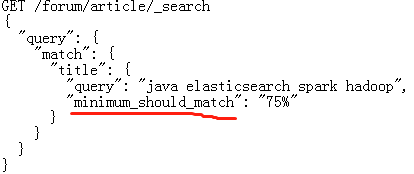 GET /forum/article/_search
{
  "query": {
    "match": {
      "title": {
        "query": "java elasticsearch spark hadoop",
        "minimum_should_match": "75%"
      }
    }
  }
}